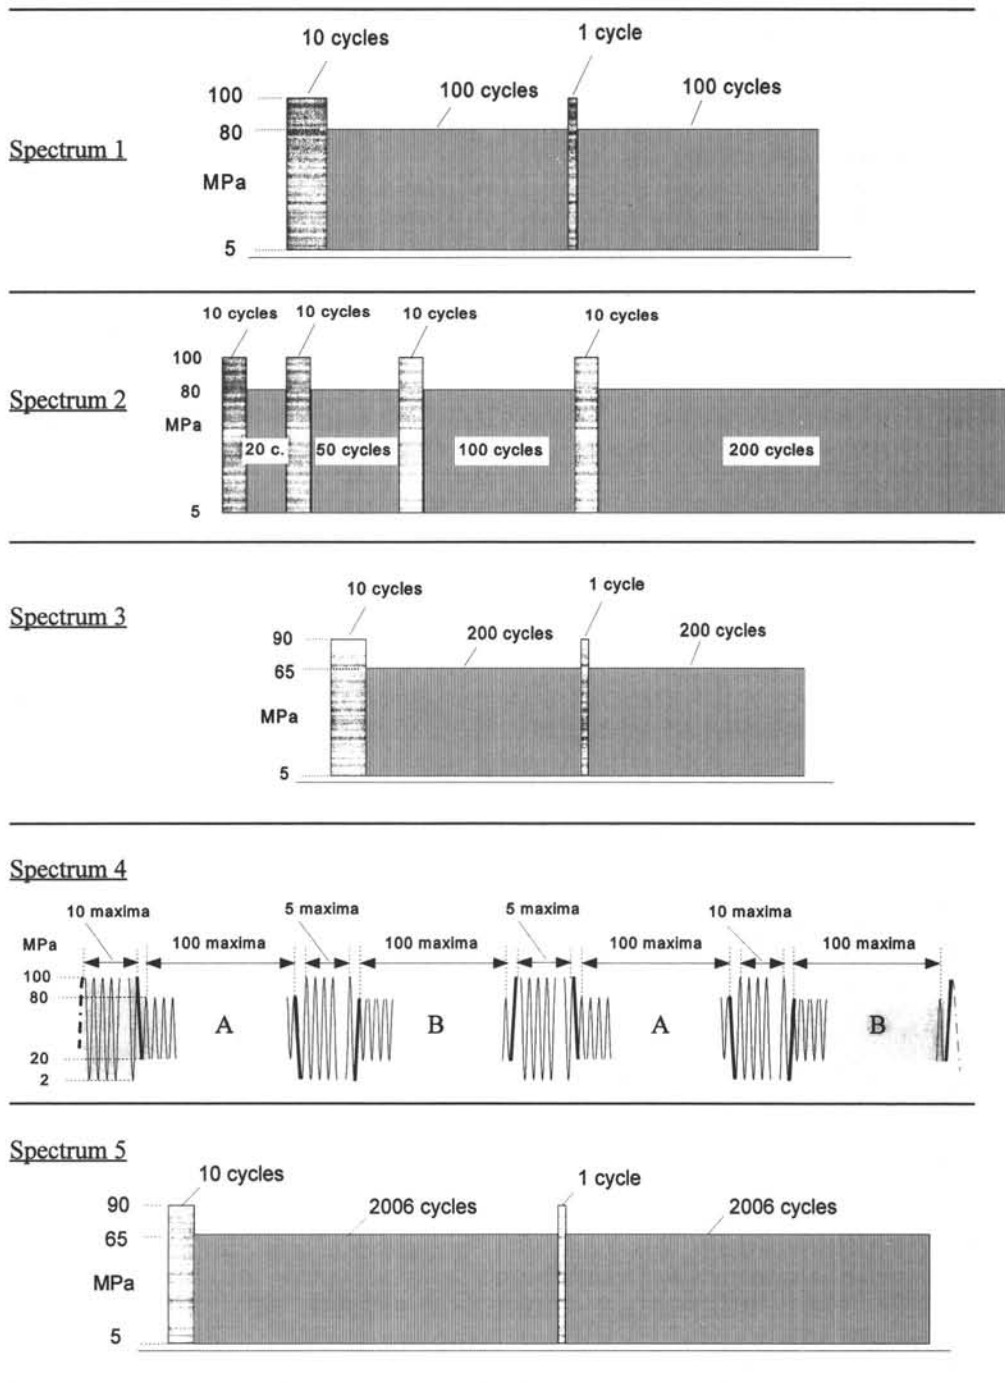 10 cycles 1 cycle
100 100 cycles 100 cycles
80
Spectrum 1
MPa
5
10 cycles 10 cycles 10 cycles 10 cycles
100
80
Spectrum 2
MPa
20 c. 50 cycles 100 cycles 200 cycles
5
10 cycles 1 cycle
Spectrum 3
90 200 cycles 200 cycles
65
MPa
5
Spectrum 4
10 maxima 5 maxima 5 maxima 10 maxima
MPa 100 maxima 100 maxima 100 maxima 100 maxima
100
80
A B A B
20
2
Spectrum 5
10 cycles 1 cycle
90 2006 cycles 2006 cycles
65
MPa
5